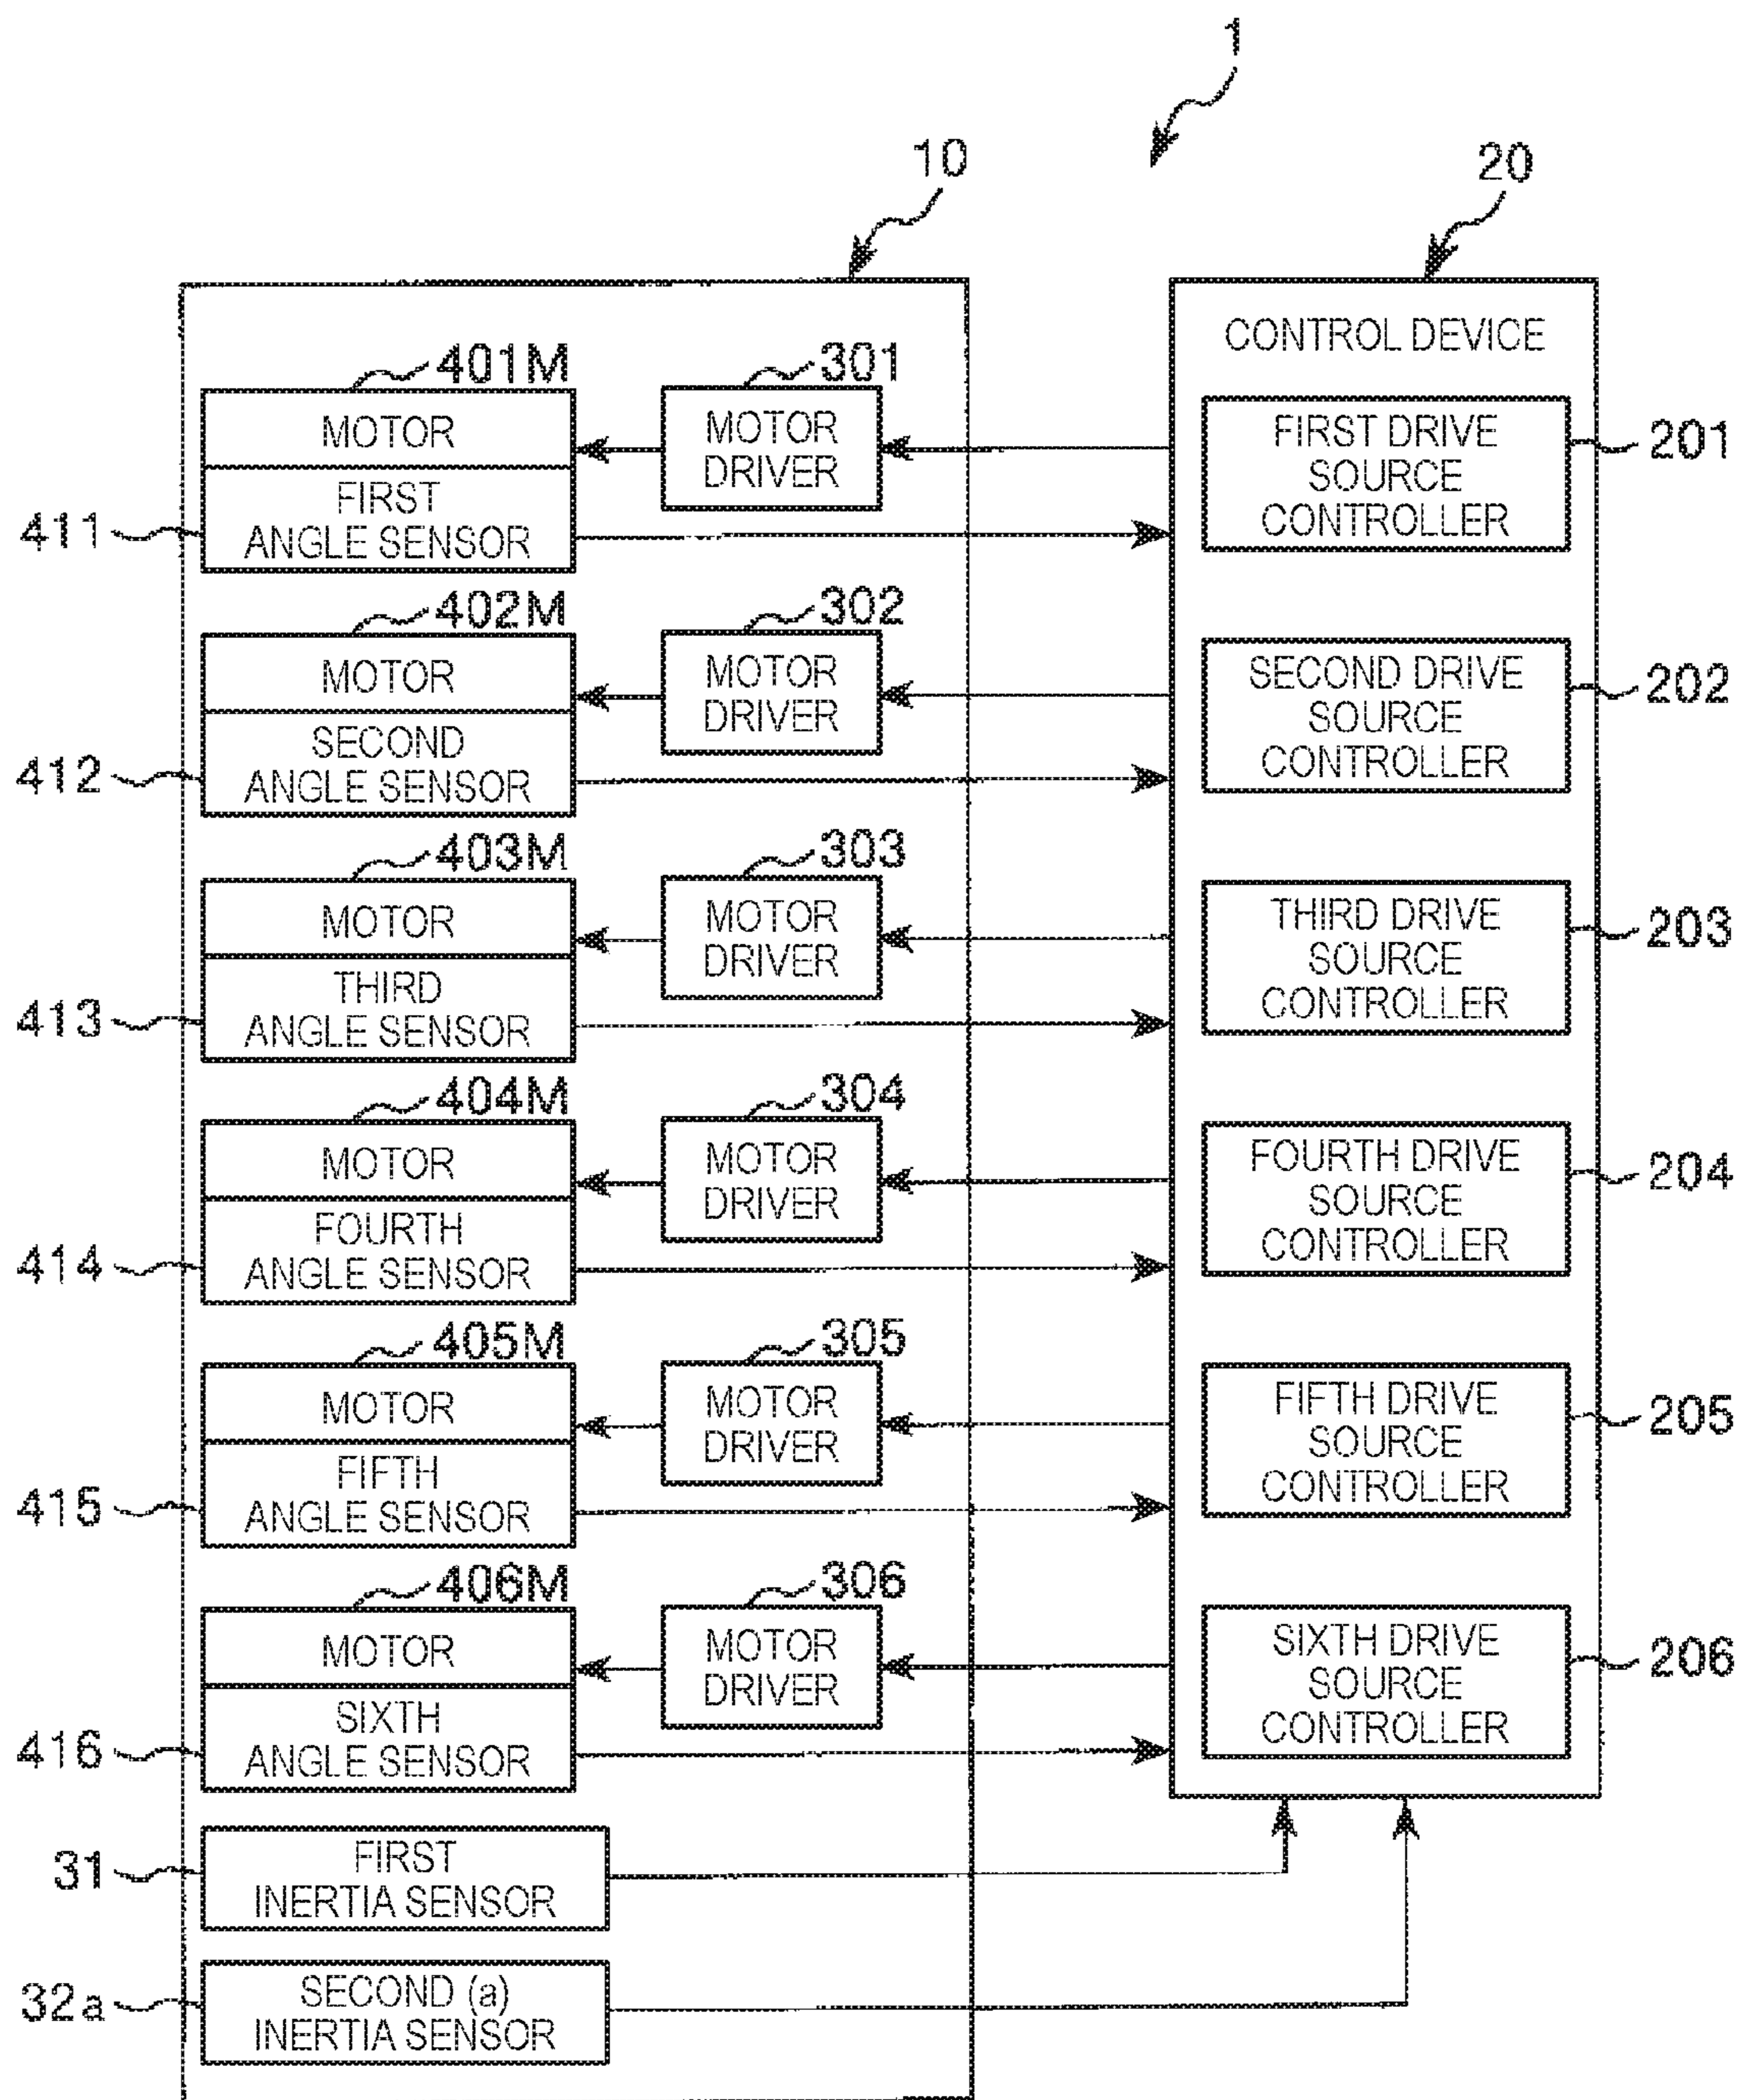 1
10
20
CONTROL DEVICE
401M
301
MOTOR
MOTOR
DRIVER
FIRST DRIVE
SOURCE
CONTROLLER
201
FIRST
ANGLE SENSOR
411
402M
302
MOTOR
MOTOR
DRIVER
SECOND DRIVE
SOURCE
CONTROLLER
202
SECOND
ANGLE SENSOR
412
403M
303
MOTOR
MOTOR
DRIVER
THIRD DRIVE
SOURCE
CONTROLLER
203
THIRD
ANGLE SENSOR
413
404M
304
MOTOR
MOTOR
DRIVER
FOURTH DRIVE
SOURCE
CONTROLLER
204
FOURTH
ANGLE SENSOR
414
405M
305
MOTOR
MOTOR
DRIVER
FIFTH DRIVE
SOURCE
CONTROLLER
205
FIFTH
ANGLE SENSOR
415
406M
306
MOTOR
MOTOR
DRIVER
SIXTH DRIVE
SOURCE
CONTROLLER
206
SIXTH
ANGLE SENSOR
416
31
FIRST
INERTIA SENSOR
32a
SECOND (a)
INERTIA SENSOR